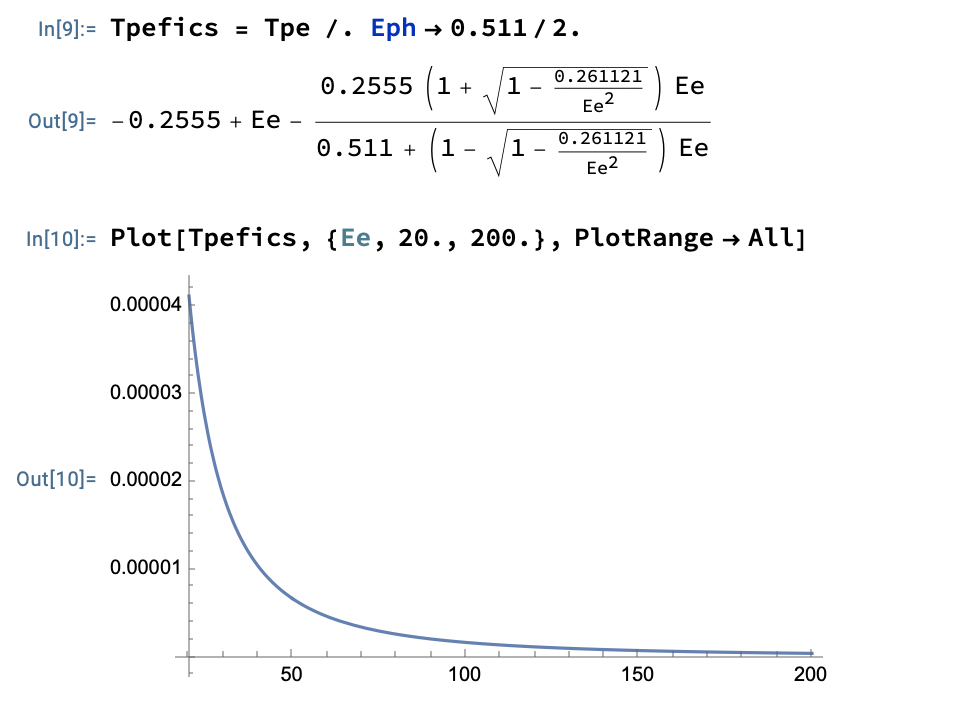 In[9]:= Tpefics = Tpe /. Eph → 0.511 / 2.
Out[9]= -0.2555 + Ee - (0.2555 (1 + √(1 - 0.261121/Ee²)) Ee)/(0.511 + (1 - √(1 - 0.261121/Ee²)) Ee)
In[10]:= Plot[Tpefics, {Ee, 20., 200.}, PlotRange → All]
0.00004
0.00003
Out[10]= 0.00002
0.00001
50 100 150 200